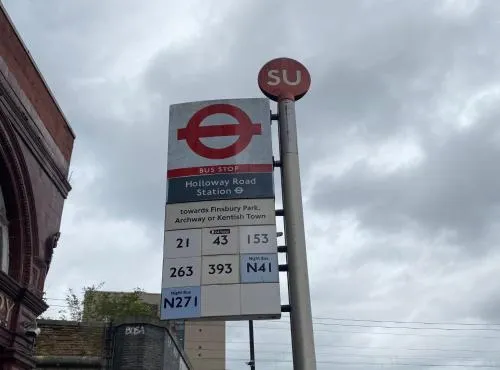 SU
BUS STOP
Holloway Road
Station
towards Finsbury Park,
Archway or Kentish Town
21 43 153
263 393
Night Bus
N41
Night Bus
N271
BOSA